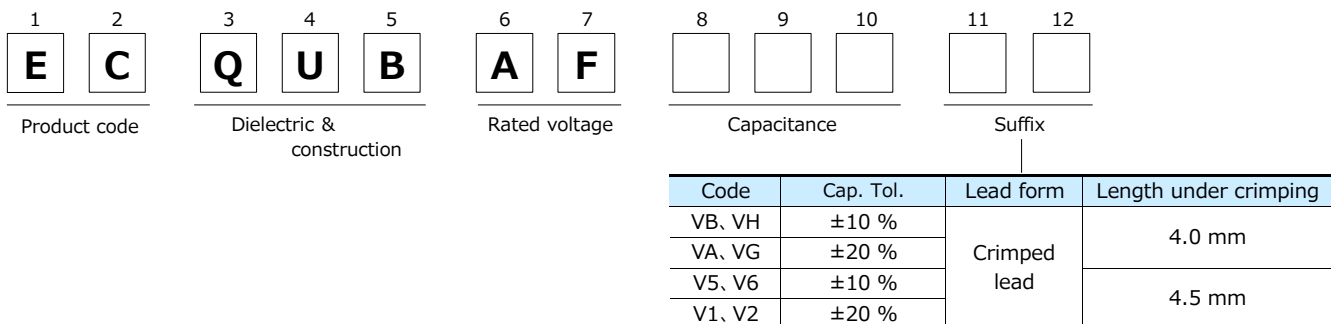 1 2 3 4 5 6 7 8 9 10 11 12
E C Q U B A F
Product code Dielectric & construction Rated voltage Capacitance Suffix
Code Cap. Tol. Lead form Length under crimping
VB、VH ±10 % Crimped lead 4.0 mm
VA、VG ±20 %
V5、V6 ±10 % 4.5 mm
V1、V2 ±20 %